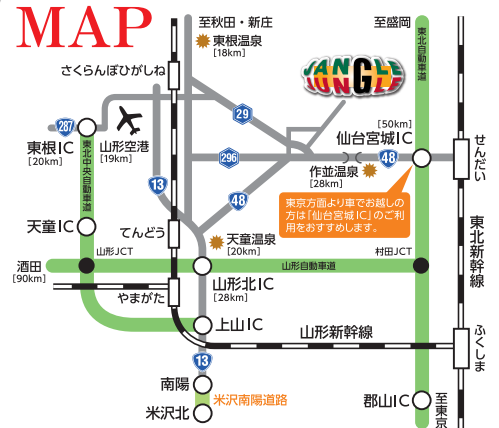 MAP
至秋田・新庄
至盛岡
東根温泉
[18km]
さくらんぼひがしね
JANGLE
JUNGLE
東北自動車道
29
[50km]
仙台宮城IC
せんだい
287
東根IC
[20km]
山形空港
[19km]
296
48
作並温泉
[28km]
東北中央自動車道
13
48
東京方面より車でお越しの
方は「仙台宮城IC」のご利
用をおすすめします。
天童IC
てんどう
天童温泉
[20km]
東北新幹線
山形JCT
村田JCT
酒田
[90km]
山形自動車道
山形北IC
[28km]
やまがた
上山IC
山形新幹線
ふくしま
13
南陽
米沢南陽道路
米沢北
郡山IC
至東京